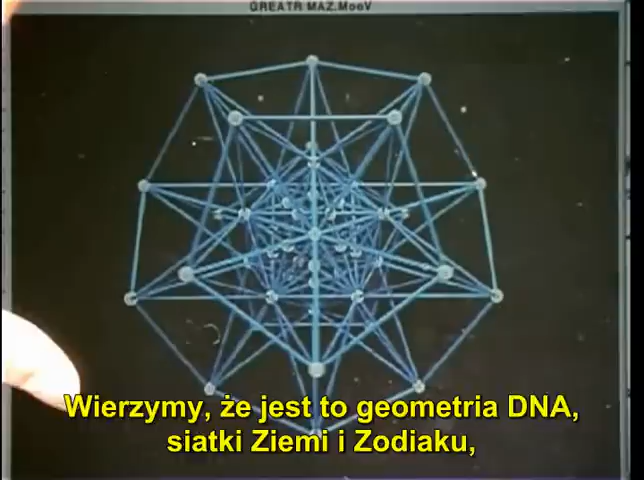 GREATR MAZ.MooV
Wierzymy, że jest to geometria DNA,
siatki Ziemi i Zodiaku,